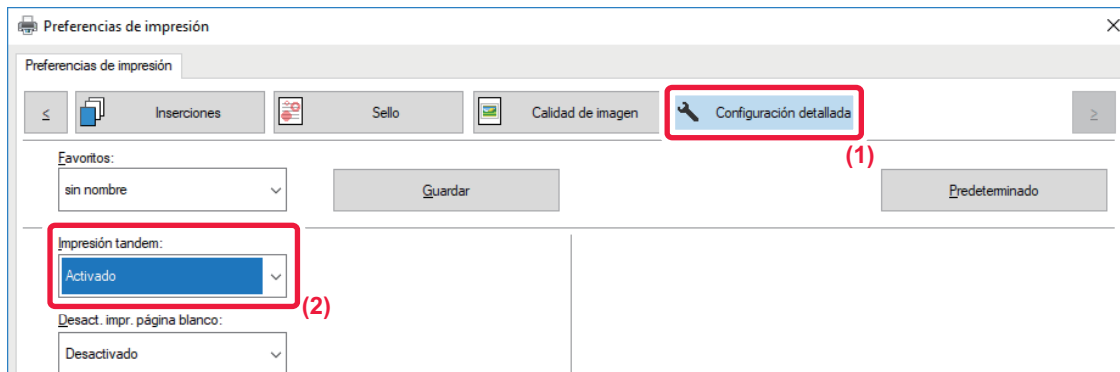 Preferencias de impresión
Preferencias de impresión
< Inserciones Sello Calidad de imagen Configuración detallada >
(1)
Favoritos:
sin nombre Guardar Predeterminado
Impresión tandem:
Activado
(2)
Desact. impr. página blanco:
Desactivado